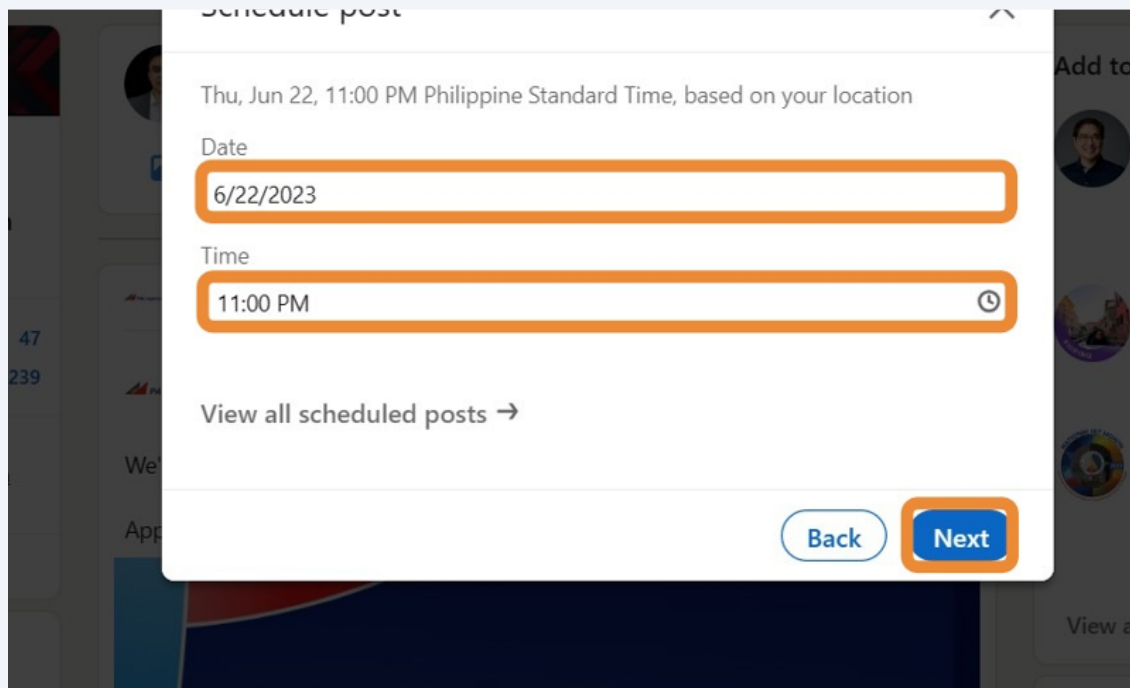 Schedule post
Add to
Thu, Jun 22, 11:00 PM Philippine Standard Time, based on your location
Date
6/22/2023
Time
11:00 PM
47
239
View all scheduled posts →
We'
App
Back
Next
View a